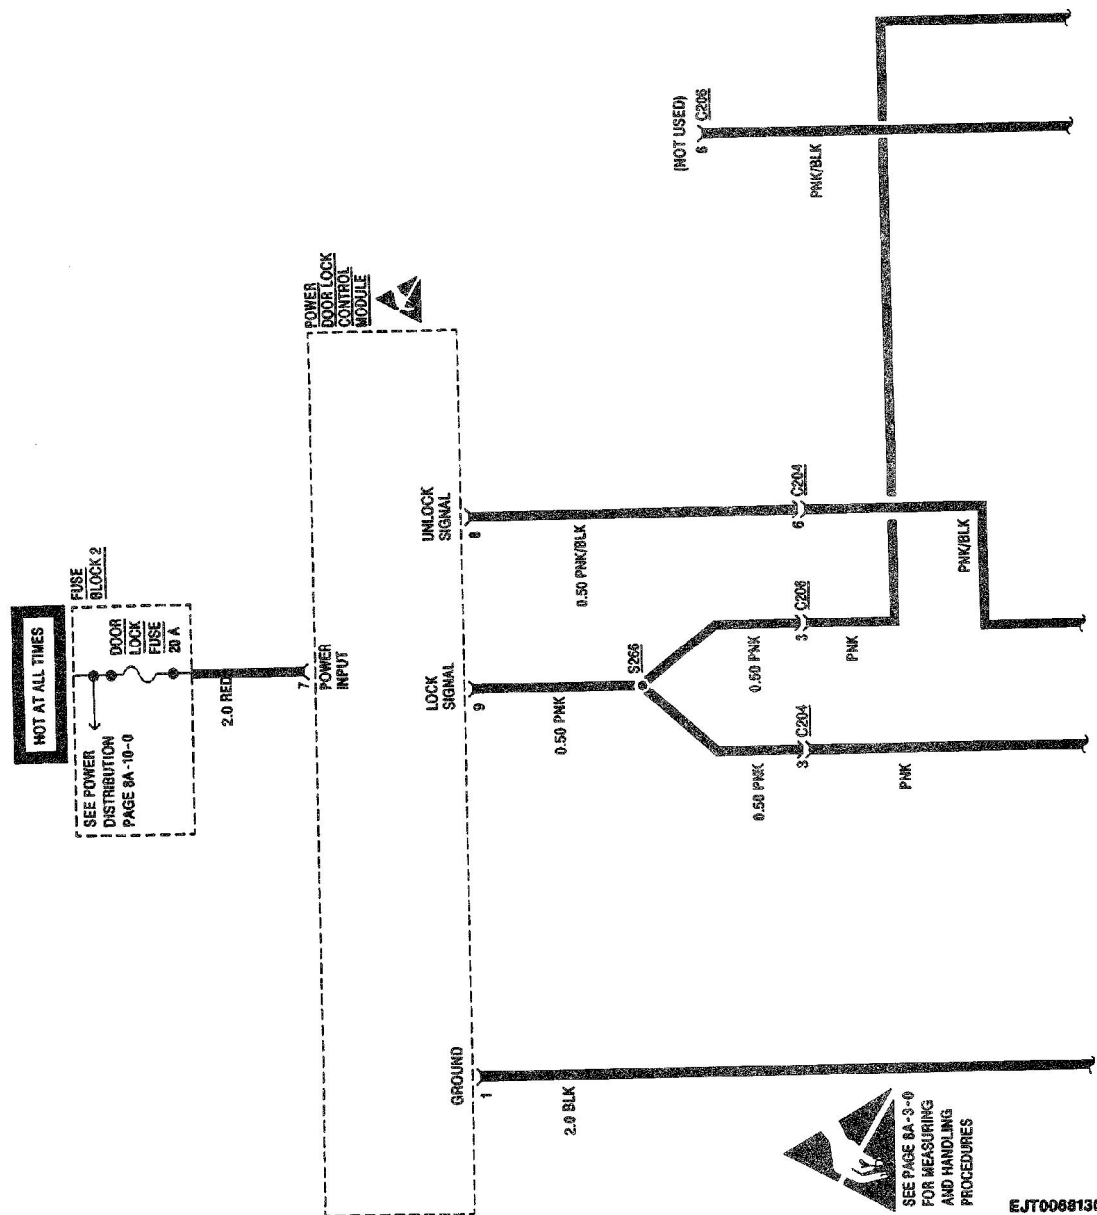 HOT AT ALL TIMES
FUSE
BLOCK 2
DOOR
LOCK
FUSE
20 A
SEE POWER
DISTRIBUTION
PAGE 8A-10-0
2.0 RED
7
POWER
INPUT
POWER
DOOR LOCK
CONTROL
MODULE
GROUND
LOCK
SIGNAL
UNLOCK
SIGNAL
1
9
8
2.0 BLK
0.50 PNK
0.50 PNK/BLK
S266
0.50 PNK
0.50 PNK
3
C204
3
C206
6
C204
PNK
PNK
PNK/BLK
(NOT USED)
6
C206
PNK/BLK
SEE PAGE 8A-3-0
FOR MEASURING
AND HANDLING
PROCEDURES
EJT0068130